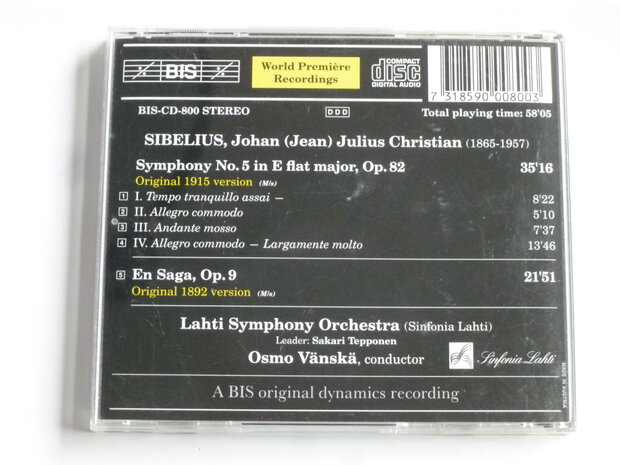 BIS
World Première
Recordings
COMPACT
disc
DIGITAL AUDIO
7 318590 008003
BIS-CD-800 STEREO
DDD
Total playing time: 58'05
SIBELIUS, Johan (Jean) Julius Christian (1865-1957)
Symphony No. 5 in E flat major, Op. 82 35'16
Original 1915 version (M/s)
1 I. Tempo tranquillo assai – 8'22
2 II. Allegro commodo 5'10
3 III. Andante mosso 7'37
4 IV. Allegro commodo – Largamente molto 13'46
5 En Saga, Op. 9 21'51
Original 1892 version (M/s)
Lahti Symphony Orchestra (Sinfonia Lahti)
Leader: Sakari Tepponen
Osmo Vänskä, conductor
Sinfonia Lahti
A BIS original dynamics recording
MADE IN AUSTRIA